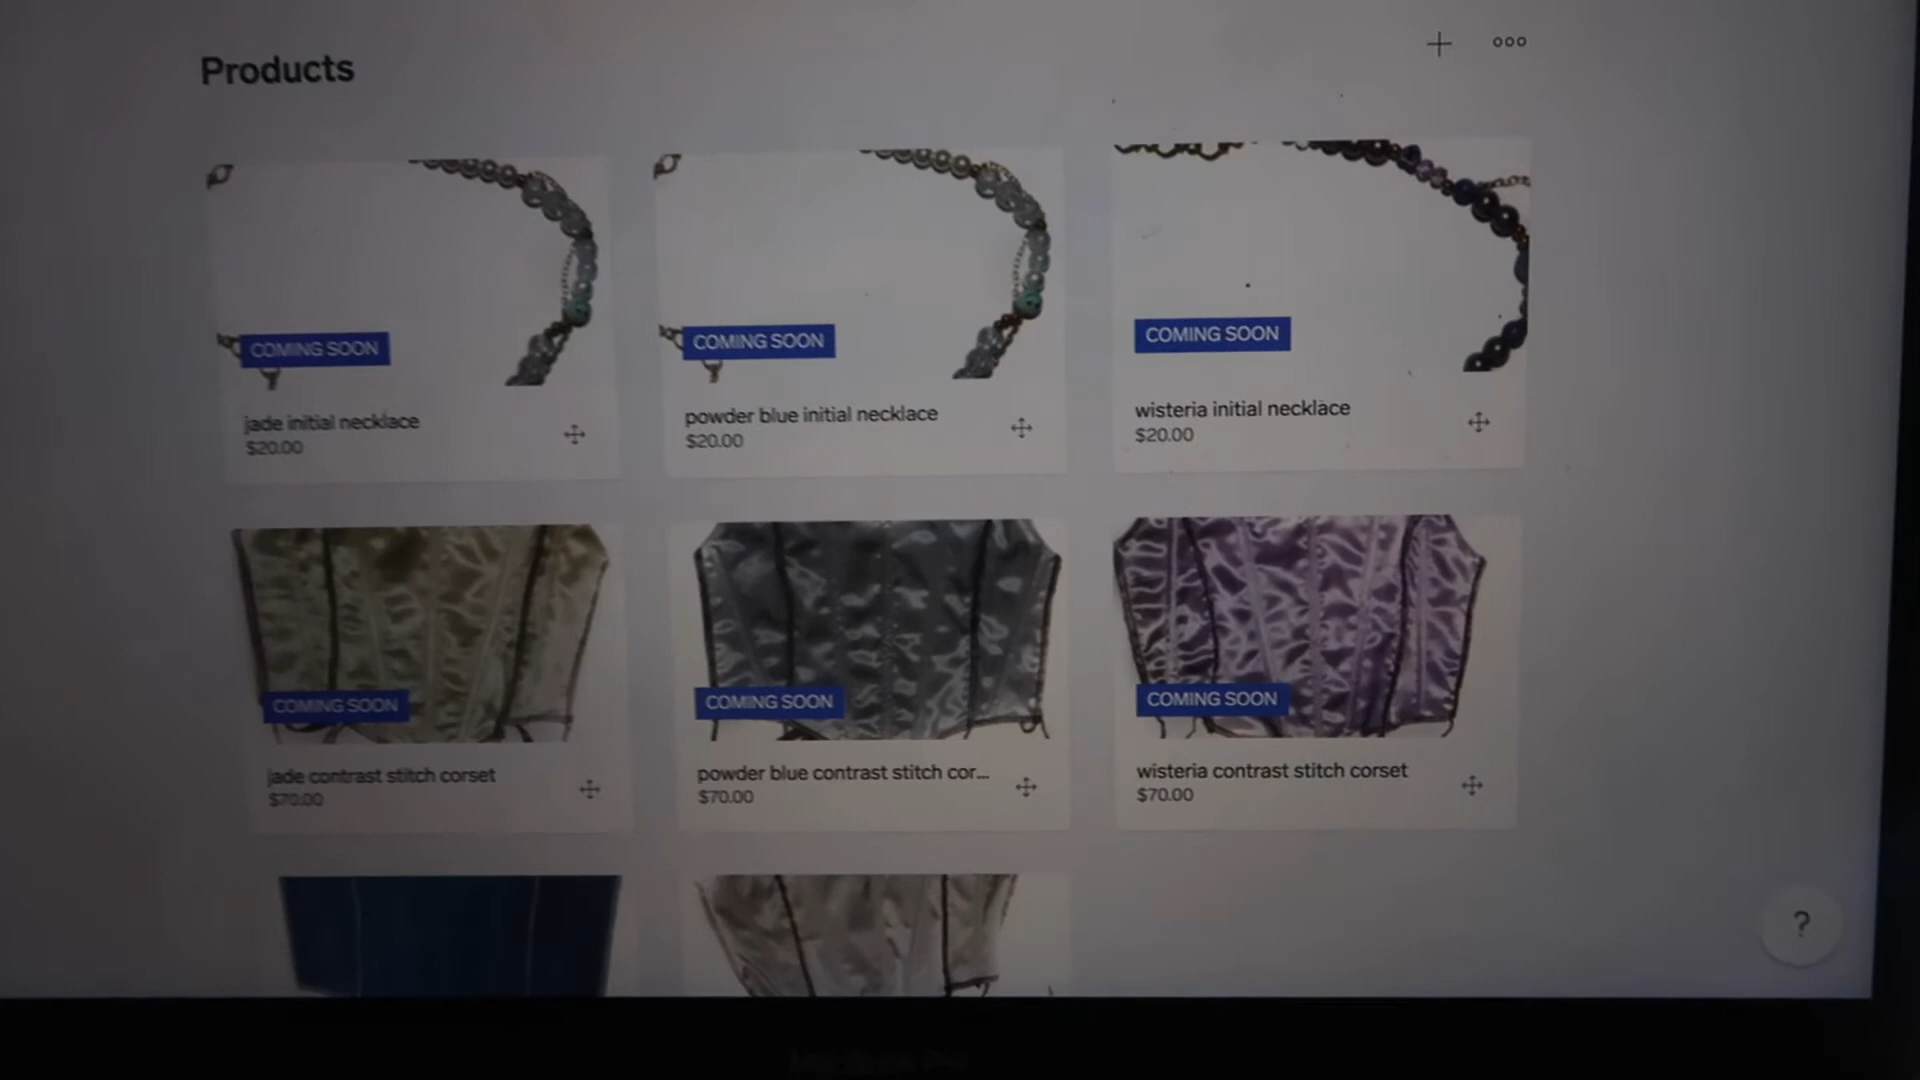 Products
COMING SOON
COMING SOON
COMING SOON
jade initial necklace
$20.00
powder blue initial necklace
$20.00
wisteria initial necklace
$20.00
COMING SOON
COMING SOON
COMING SOON
jade contrast stitch corset
$70.00
powder blue contrast stitch cor...
$70.00
wisteria contrast stitch corset
$70.00
?